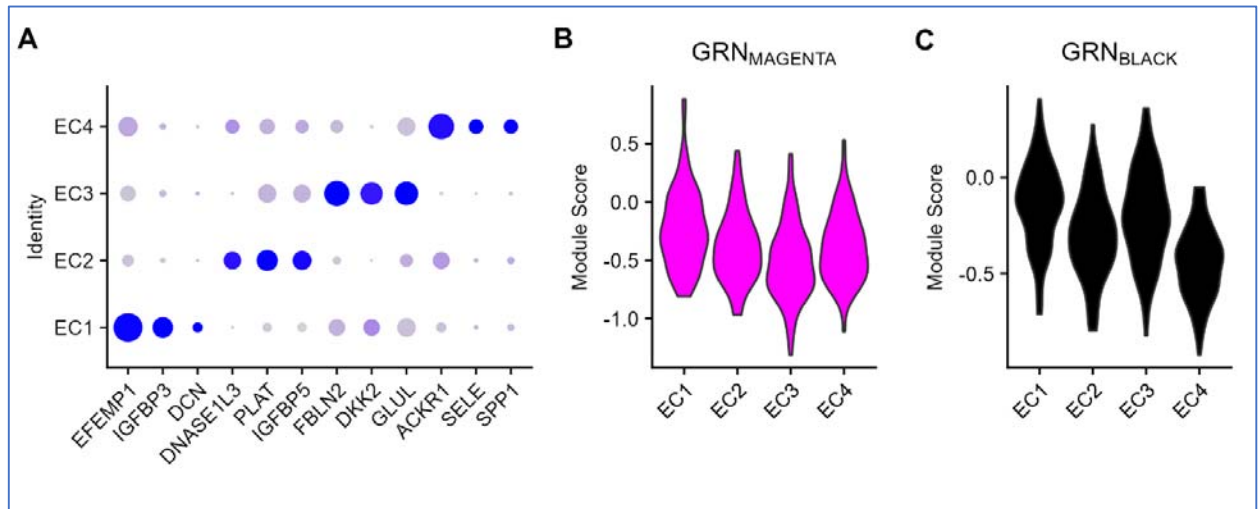 A
Identity
EC4
EC3
EC2
EC1
EFEMP1
IGFBP3
DCN
DNASE1L3
PLAT
IGFBP5
FBLN2
DKK2
GLUL
ACKR1
SELE
SPP1
B
GRNMAGENTA
Module Score
0.5
0.0
-0.5
-1.0
EC1
EC2
EC3
EC4
C
GRNBLACK
Module Score
0.0
-0.5
EC1
EC2
EC3
EC4